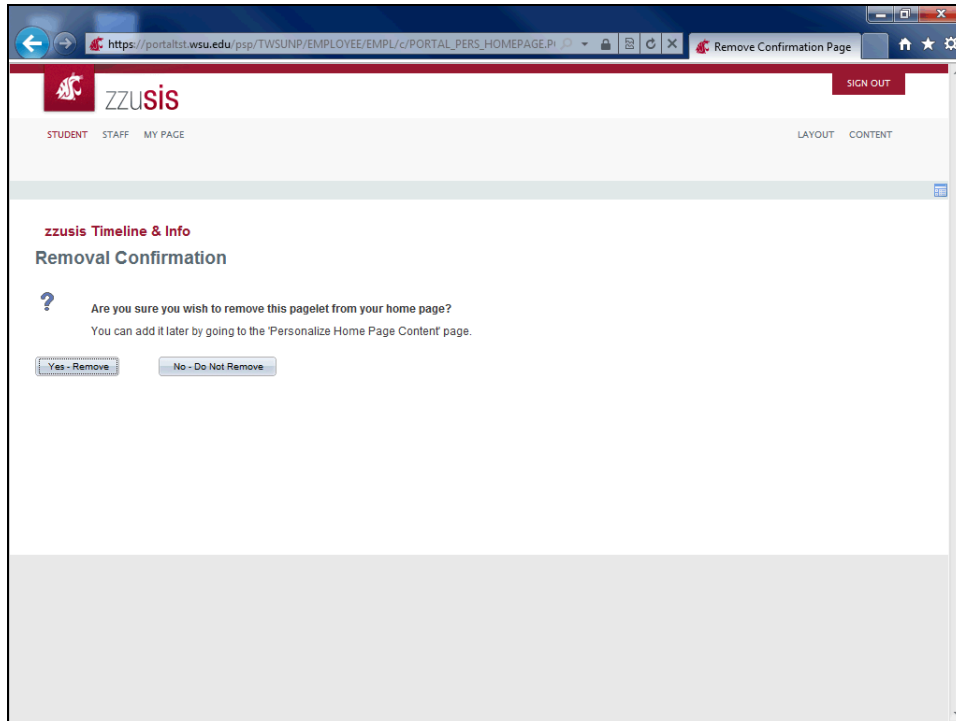 https://portaltst.wsu.edu/psp/TWSUNP/EMPLOYEE/EMPL/c/PORTAL_PERS_HOMEPAGE.P
Remove Confirmation Page
zzusis
SIGN OUT
STUDENT STAFF MY PAGE
LAYOUT CONTENT
zzusis Timeline & Info
Removal Confirmation
? Are you sure you wish to remove this pagelet from your home page?
You can add it later by going to the 'Personalize Home Page Content' page.
Yes - Remove No - Do Not Remove